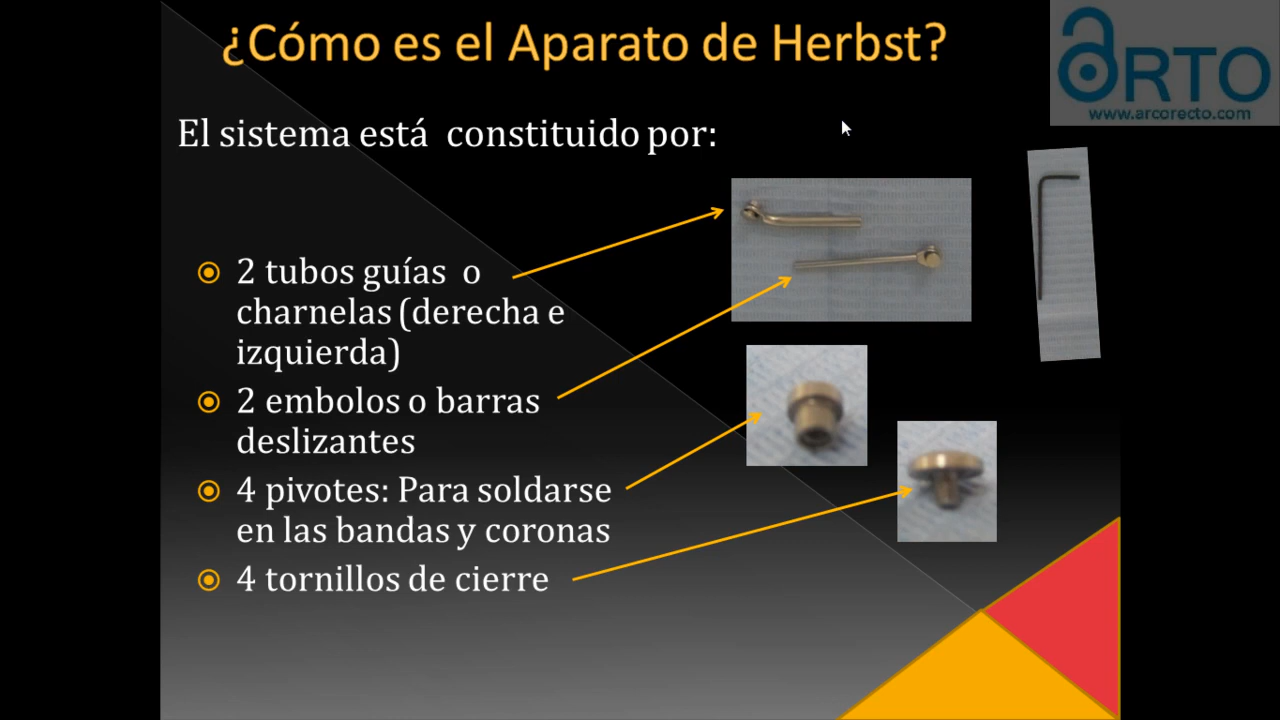 ¿Cómo es el Aparato de Herbst?
ARTO
www.arcorecto.com
El sistema está constituido por:
2 tubos guías o
charnelas (derecha e
izquierda)
2 embolos o barras
deslizantes
4 pivotes: Para soldarse
en las bandas y coronas
4 tornillos de cierre